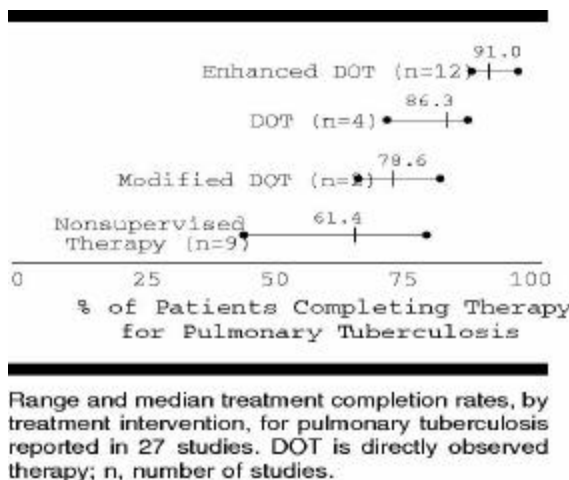 91.0
Enhanced DOT (n=12)
86.3
DOT (n=4)
78.6
Modified DOT (n=2)
61.4
Nonsupervised
Therapy (n=9)
0 25 50 75 100
% of Patients Completing Therapy
for Pulmonary Tuberculosis
Range and median treatment completion rates, by
treatment intervention, for pulmonary tuberculosis
reported in 27 studies. DOT is directly observed
therapy; n, number of studies.